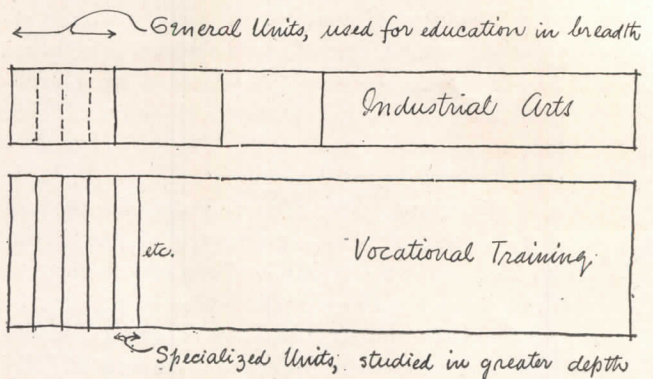 General Units, used for education in breadth
Industrial Arts
etc.
Vocational Training
Specialized Units, studied in greater depth